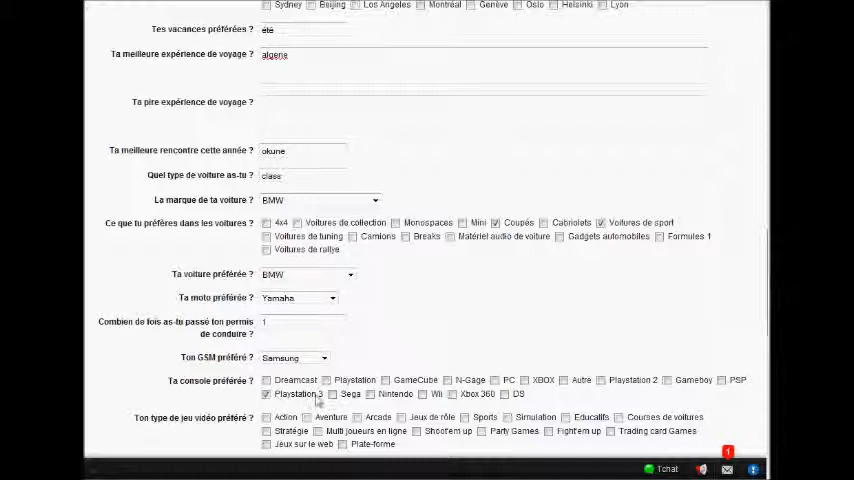 Sydney Beijing Los Angeles Montréal Genève Oslo Helsinki Lyon
Tes vacances préférées ? été
Ta meilleure expérience de voyage ? algerie
Ta pire expérience de voyage ?
Ta meilleure rencontre cette année ? okune
Quel type de voiture as-tu ? class
La marque de ta voiture ? BMW
Ce que tu préfères dans les voitures ? 4x4 Voitures de collection Monospaces Mini Coupés Cabriolets Voitures de sport
Voitures de tuning Camions Breaks Matériel audio de voiture Gadgets automobiles Formules 1
Voitures de rallye
Ta voiture préférée ? BMW
Ta moto préférée ? Yamaha
Combien de fois as-tu passé ton permis 1
de conduire ?
Ton GSM préféré ? Samsung
Ta console préférée ? Dreamcast Playstation GameCube N-Gage PC XBOX Autre Playstation 2 Gameboy PSP
Playstation 3 Sega Nintendo Wii Xbox 360 DS
Ton type de jeu vidéo préféré ? Action Aventure Arcade Jeux de rôle Sports Simulation Educatifs Courses de voitures
Stratégie Multi joueurs en ligne Shoot'em up Party Games Fight'em up Trading card Games
Jeux sur le web Plate-forme
1
Tchat